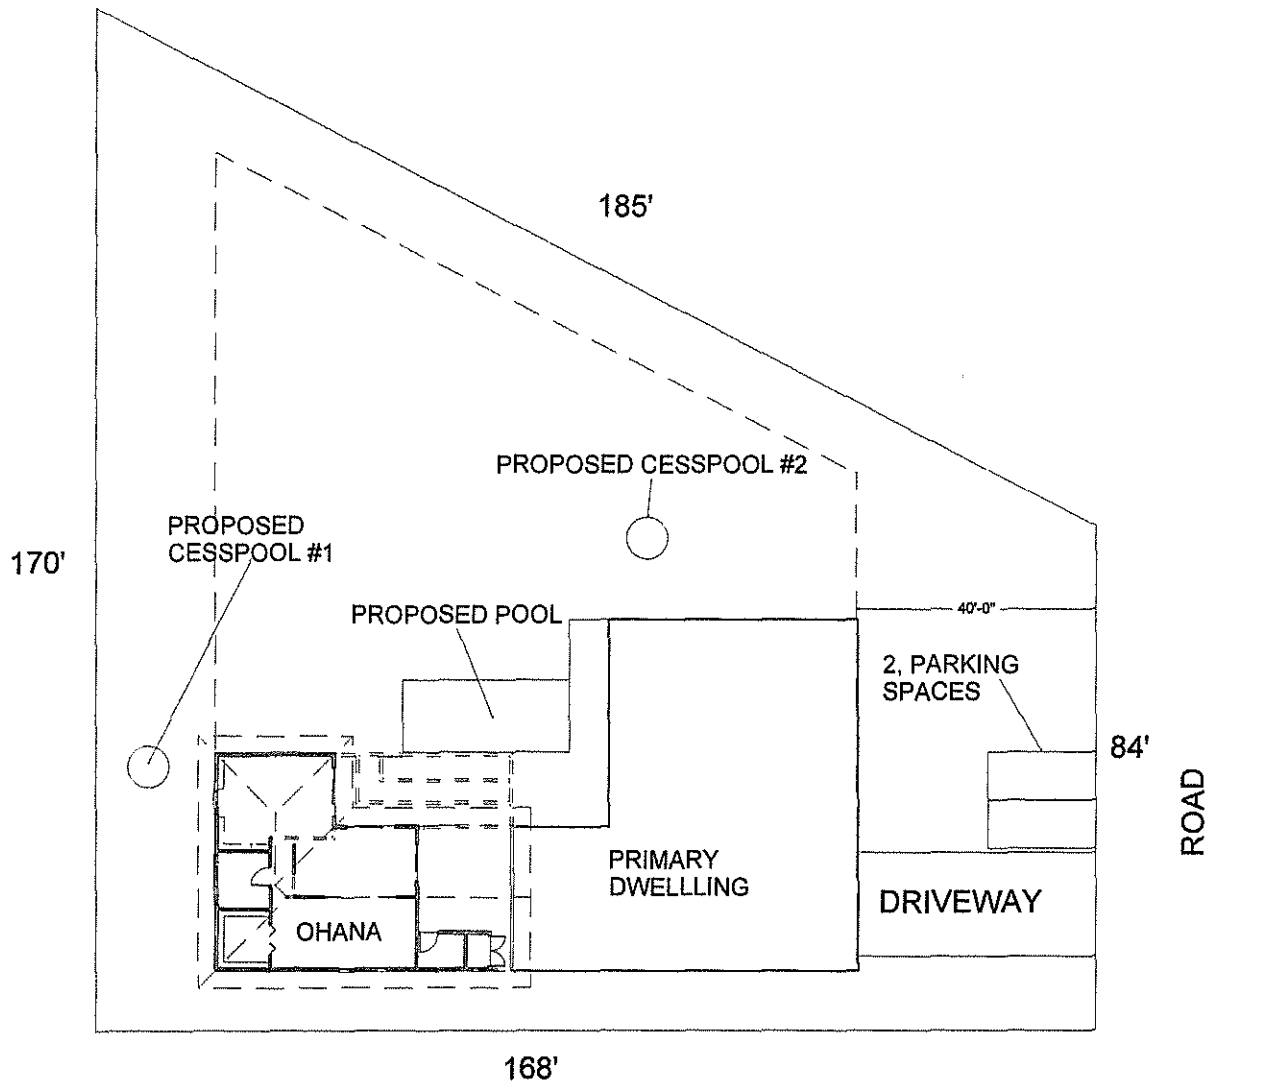 185'
PROPOSED CESSPOOL #2
PROPOSED
CESSPOOL #1
170'
PROPOSED POOL
40'-0"
2, PARKING
SPACES
84'
ROAD
PRIMARY
DWELLLING
DRIVEWAY
OHANA
168'